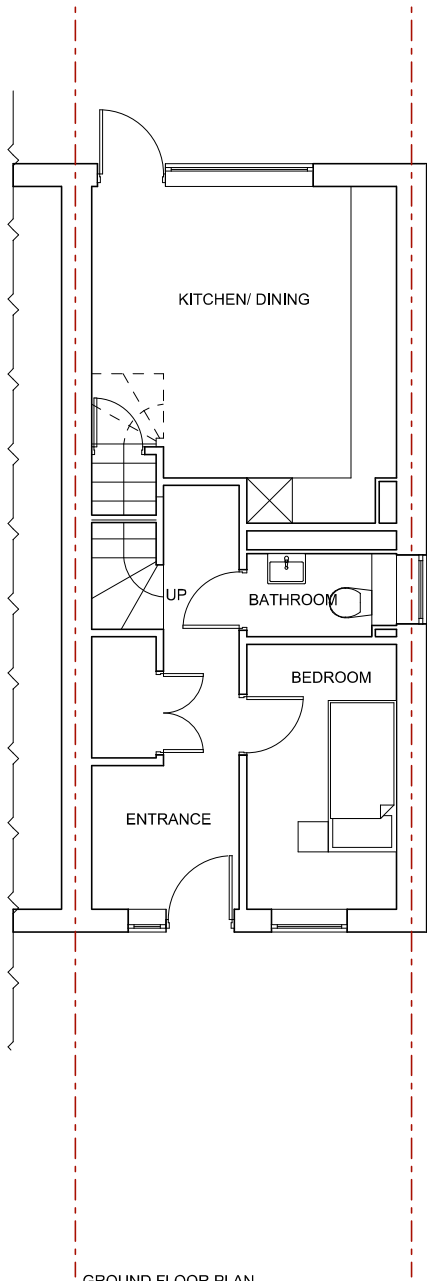 KITCHEN/ DINING
UP
BATHROOM
BEDROOM
ENTRANCE
GROUND FLOOR PLAN